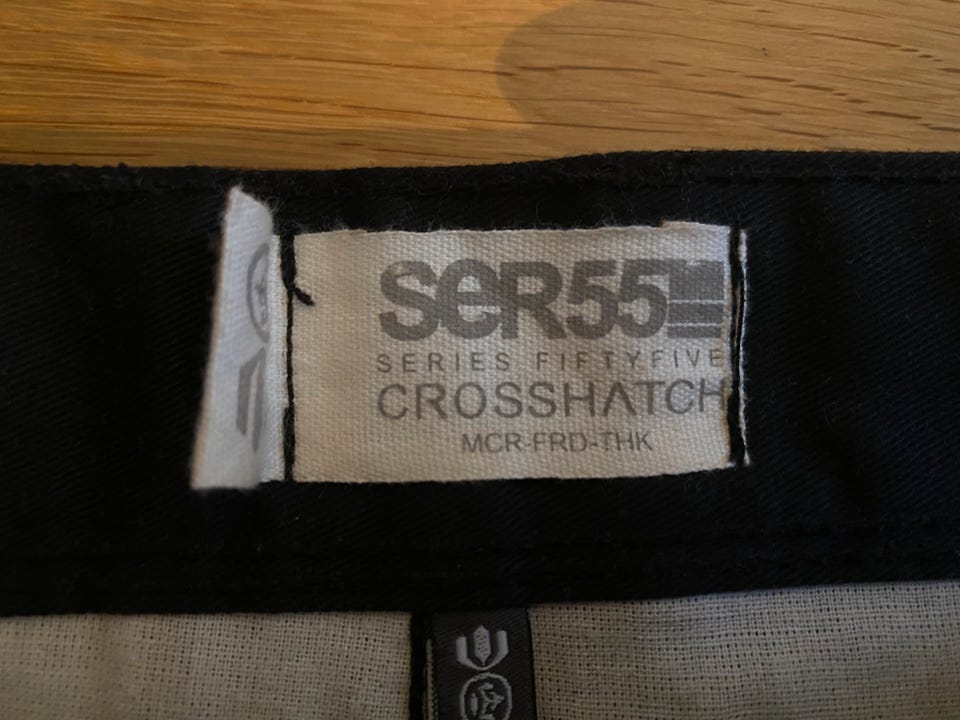 SeR55
SERIES FIFTYFIVE
CROSSHATCH
MCR-FRD-THK